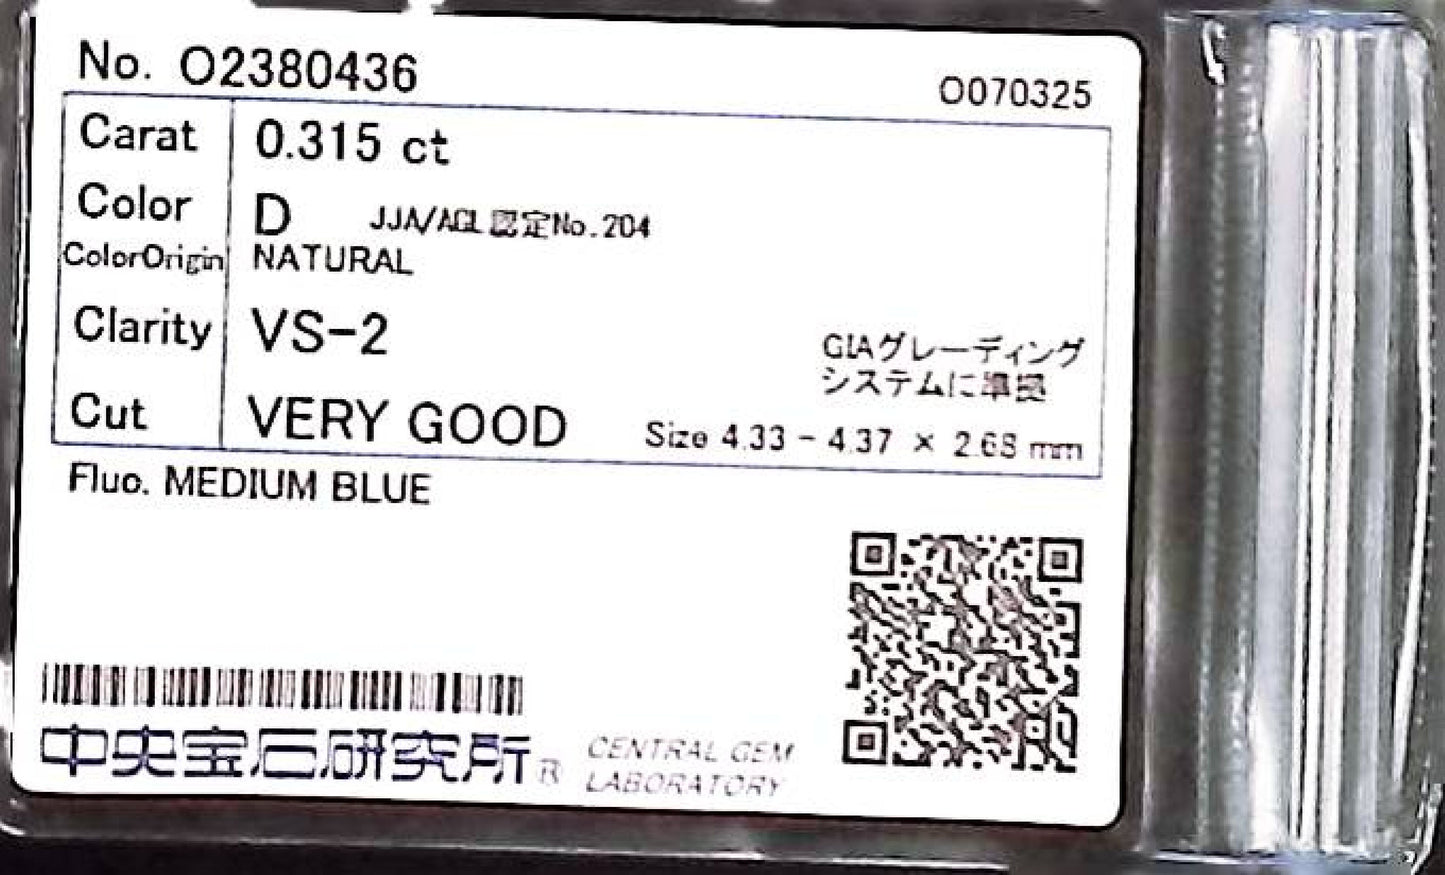 No. O2380436
O070325
Carat 0.315 ct
Color D JJA/AGL 認定No.204
ColorOrigin NATURAL
Clarity VS-2
GIAグレーディング
システムに準拠
Cut VERY GOOD Size 4.33 - 4.37 × 2.68 mm
Fluo. MEDIUM BLUE
中央宝石研究所® CENTRAL GEM
LABORATORY